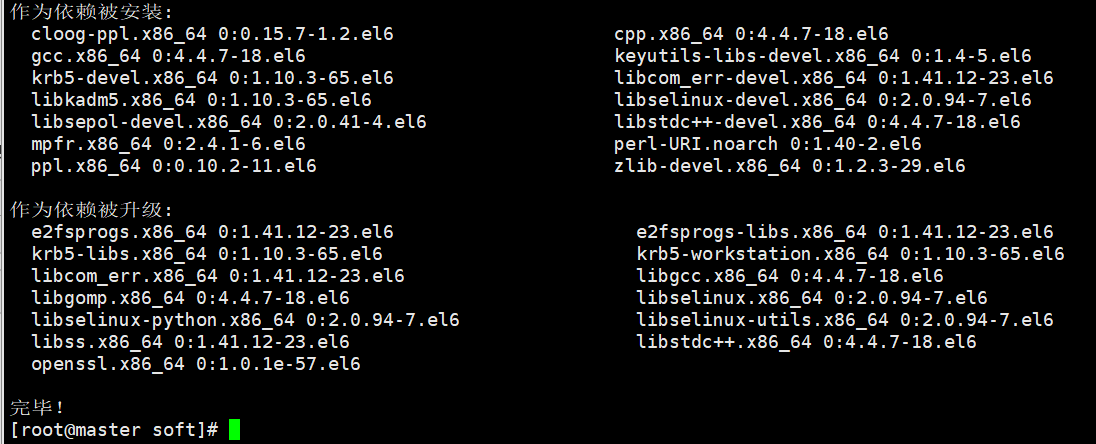 作为依赖被安装:
cloog-ppl.x86_64 0:0.15.7-1.2.el6 cpp.x86_64 0:4.4.7-18.el6
gcc.x86_64 0:4.4.7-18.el6 keyutils-libs-devel.x86_64 0:1.4-5.el6
krb5-devel.x86_64 0:1.10.3-65.el6 libcom_err-devel.x86_64 0:1.41.12-23.el6
libkadm5.x86_64 0:1.10.3-65.el6 libselinux-devel.x86_64 0:2.0.94-7.el6
libsepol-devel.x86_64 0:2.0.41-4.el6 libstdc++-devel.x86_64 0:4.4.7-18.el6
mpfr.x86_64 0:2.4.1-6.el6 perl-URI.noarch 0:1.40-2.el6
ppl.x86_64 0:0.10.2-11.el6 zlib-devel.x86_64 0:1.2.3-29.el6
作为依赖被升级:
e2fsprogs.x86_64 0:1.41.12-23.el6 e2fsprogs-libs.x86_64 0:1.41.12-23.el6
krb5-libs.x86_64 0:1.10.3-65.el6 krb5-workstation.x86_64 0:1.10.3-65.el6
libcom_err.x86_64 0:1.41.12-23.el6 libgcc.x86_64 0:4.4.7-18.el6
libgomp.x86_64 0:4.4.7-18.el6 libselinux.x86_64 0:2.0.94-7.el6
libselinux-python.x86_64 0:2.0.94-7.el6 libselinux-utils.x86_64 0:2.0.94-7.el6
libss.x86_64 0:1.41.12-23.el6 libstdc++.x86_64 0:4.4.7-18.el6
openssl.x86_64 0:1.0.1e-57.el6
完毕!
[root@master soft]#